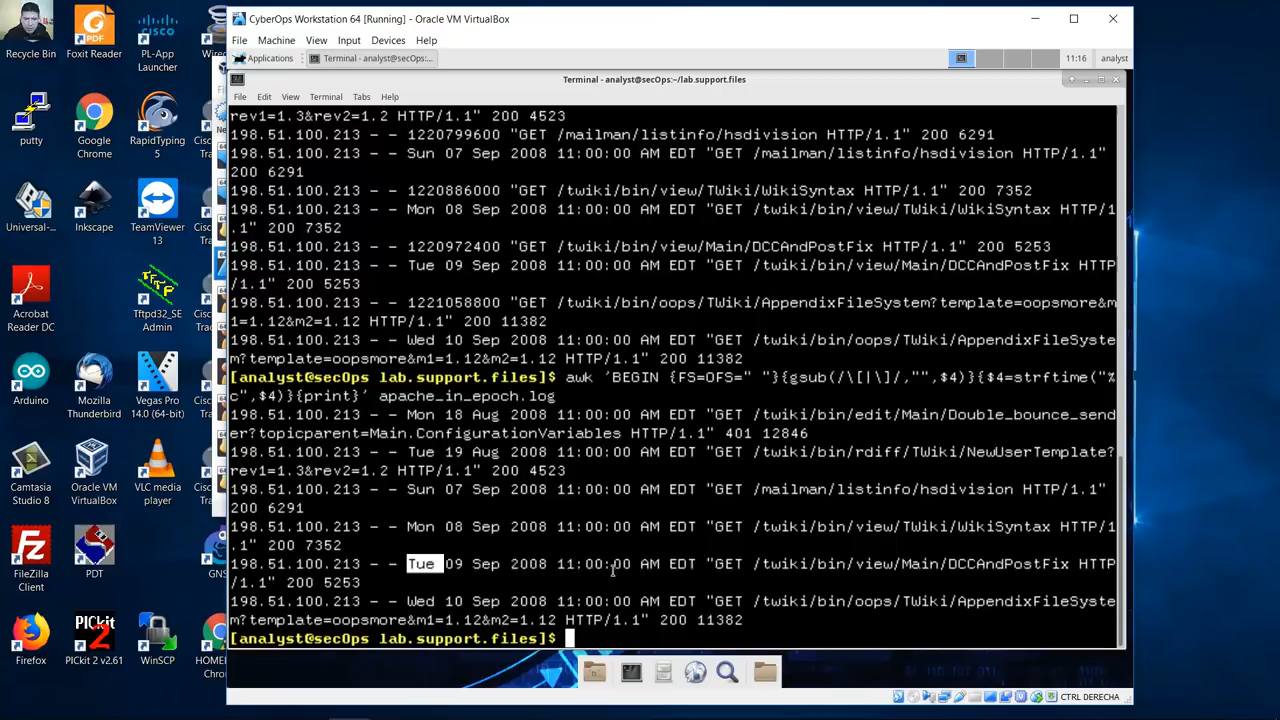 CyberOps Workstation 64 [Running] - Oracle VM VirtualBox
File Machine View Input Devices Help
Applications Terminal - analyst@secOps:... 11:16 analyst
Terminal - analyst@secOps:~/lab.support.files
File Edit View Terminal Tabs Help
rev1=1.3&rev2=1.2 HTTP/1.1" 200 4523
198.51.100.213 - - 1220799600 "GET /mailman/listinfo/hsdivision HTTP/1.1" 200 6291
198.51.100.213 - - Sun 07 Sep 2008 11:00:00 AM EDT "GET /mailman/listinfo/hsdivision HTTP/1.1"
200 6291
198.51.100.213 - - 1220886000 "GET /twiki/bin/view/TWiki/WikiSyntax HTTP/1.1" 200 7352
198.51.100.213 - - Mon 08 Sep 2008 11:00:00 AM EDT "GET /twiki/bin/view/TWiki/WikiSyntax HTTP/1
.1" 200 7352
198.51.100.213 - - 1220972400 "GET /twiki/bin/view/Main/DCCAndPostFix HTTP/1.1" 200 5253
198.51.100.213 - - Tue 09 Sep 2008 11:00:00 AM EDT "GET /twiki/bin/view/Main/DCCAndPostFix HTTP
/1.1" 200 5253
198.51.100.213 - - 1221058800 "GET /twiki/bin/oops/TWiki/AppendixFileSystem?template=oopsmore&m
1=1.12&m2=1.12 HTTP/1.1" 200 11382
198.51.100.213 - - Wed 10 Sep 2008 11:00:00 AM EDT "GET /twiki/bin/oops/TWiki/AppendixFileSyste
m?template=oopsmore&m1=1.12&m2=1.12 HTTP/1.1" 200 11382
[analyst@secOps lab.support.files]$ awk 'BEGIN {FS=OFS=" "}{gsub(/\[|\]/,"",$4)}{$4=strftime("%
c",$4)}{print}' apache_in_epoch.log
198.51.100.213 - - Mon 18 Aug 2008 11:00:00 AM EDT "GET /twiki/bin/edit/Main/Double_bounce_send
er?topicparent=Main.ConfigurationVariables HTTP/1.1" 401 12846
198.51.100.213 - - Tue 19 Aug 2008 11:00:00 AM EDT "GET /twiki/bin/rdiff/TWiki/NewUserTemplate?
rev1=1.3&rev2=1.2 HTTP/1.1" 200 4523
198.51.100.213 - - Sun 07 Sep 2008 11:00:00 AM EDT "GET /mailman/listinfo/hsdivision HTTP/1.1"
200 6291
198.51.100.213 - - Mon 08 Sep 2008 11:00:00 AM EDT "GET /twiki/bin/view/TWiki/WikiSyntax HTTP/1
.1" 200 7352
198.51.100.213 - - Tue 09 Sep 2008 11:00:00 AM EDT "GET /twiki/bin/view/Main/DCCAndPostFix HTTP
/1.1" 200 5253
198.51.100.213 - - Wed 10 Sep 2008 11:00:00 AM EDT "GET /twiki/bin/oops/TWiki/AppendixFileSyste
m?template=oopsmore&m1=1.12&m2=1.12 HTTP/1.1" 200 11382
[analyst@secOps lab.support.files]$
CTRL DERECHA
Recycle Bin
Foxit Reader
PL-App
Launcher
putty
Google
Chrome
RapidTyping
5
Universal-...
Inkscape
TeamViewer
13
Acrobat
Reader DC
Tftpd32_SE
Admin
Arduino
Mozilla
Thunderbird
Vegas Pro
14.0 (64-bit)
Camtasia
Studio 8
Oracle VM
VirtualBox
VLC media
player
FileZilla
Client
PDT
GNS
Firefox
PICkit 2 v2.61
WinSCP